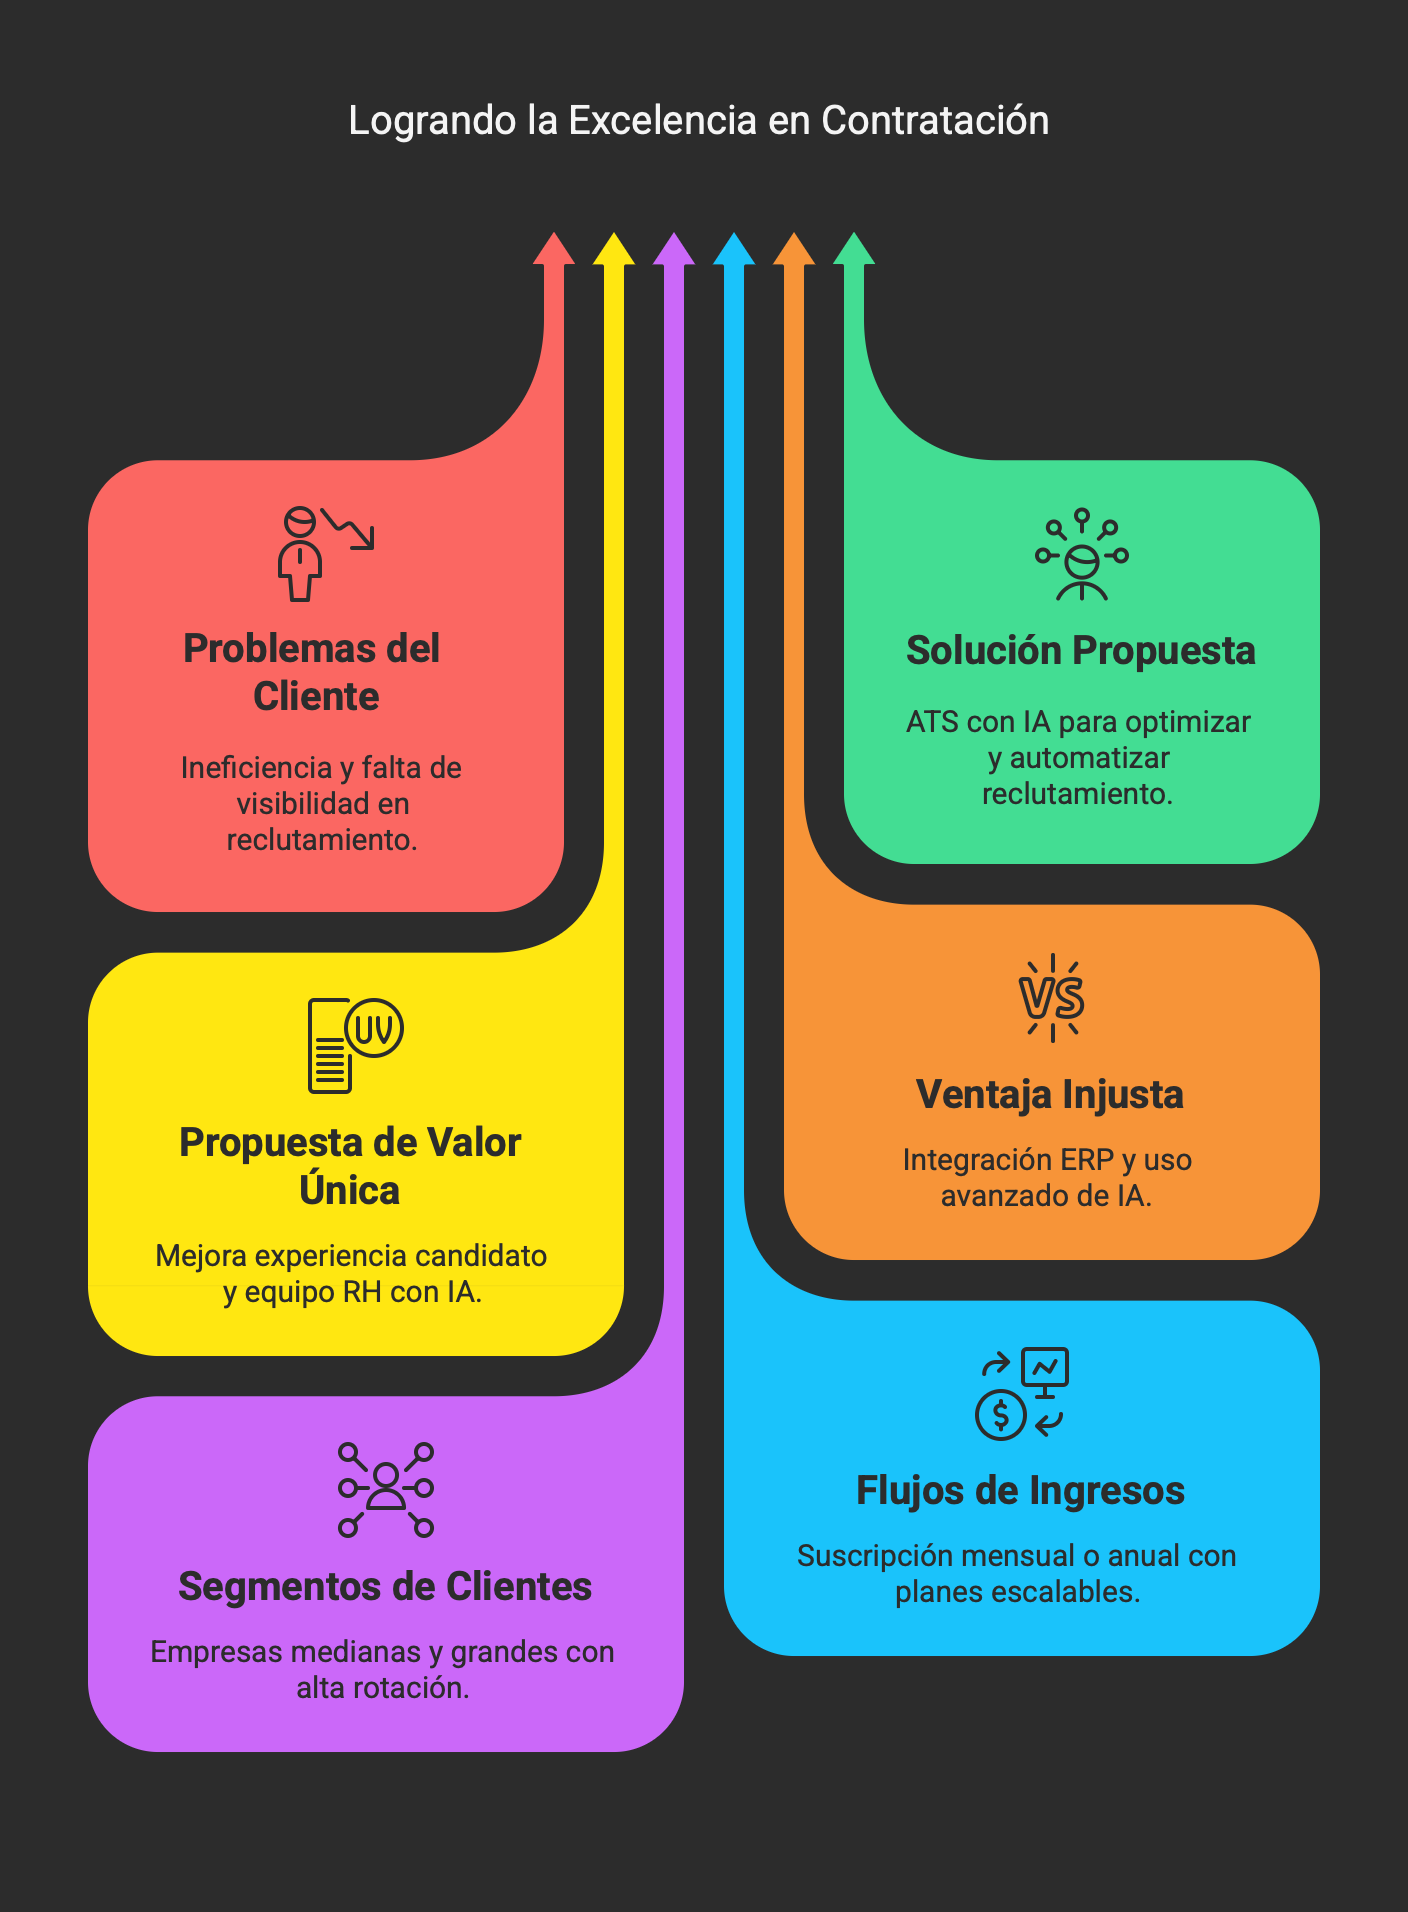 Logrando la Excelencia en Contratación
Problemas del
Cliente
Ineficiencia y falta de
visibilidad en
reclutamiento.
Solución Propuesta
ATS con IA para optimizar
y automatizar
reclutamiento.
UV
Propuesta de Valor
Única
Mejora experiencia candidato
y equipo RH con IA.
VS
Ventaja Injusta
Integración ERP y uso
avanzado de IA.
Segmentos de Clientes
Empresas medianas y grandes con
alta rotación.
$
Flujos de Ingresos
Suscripción mensual o anual con
planes escalables.